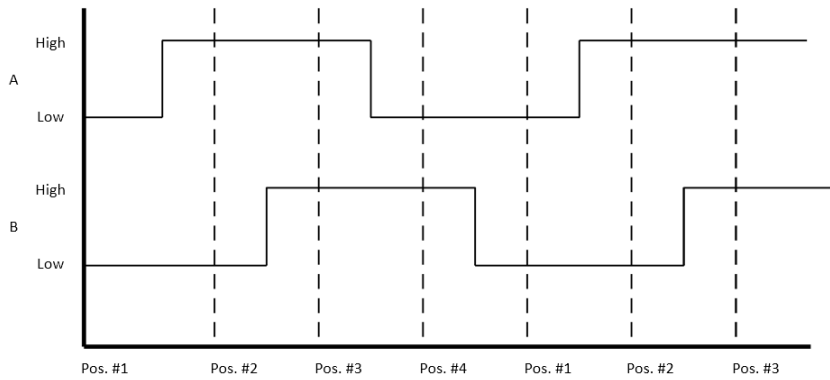 High
A
Low
High
B
Low
Pos. #1 Pos. #2 Pos. #3 Pos. #4 Pos. #1 Pos. #2 Pos. #3